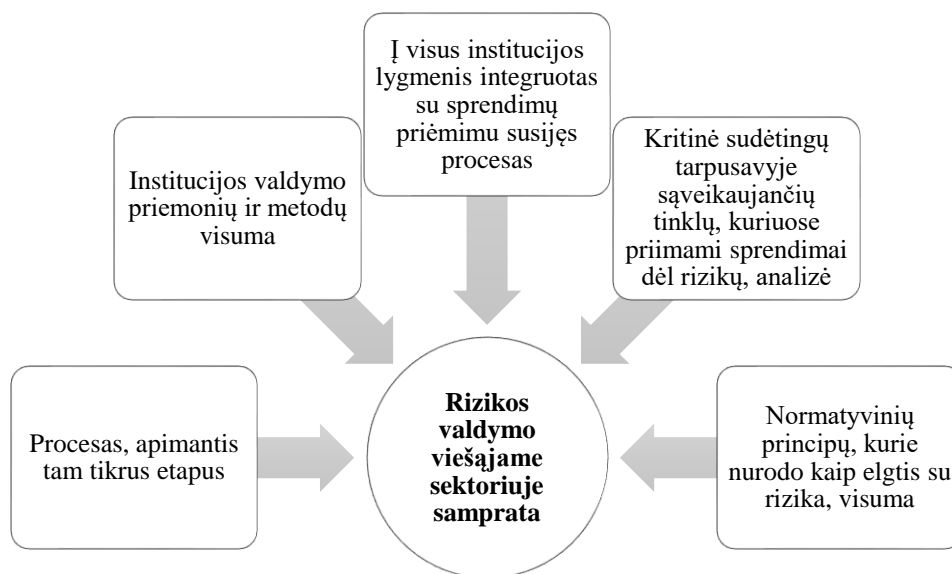 Į visus institucijos
lygmenis integruotas
su sprendimų
priėmimu susijęs
procesas
Institucijos valdymo
priemonių ir metodų
visuma
Kritinė sudėtingų
tarpusavyje
sąveikaujančių
tinklų, kuriuose
priimami sprendimai
dėl rizikų, analizė
Procesas, apimantis
tam tikrus etapus
Rizikos
valdymo
viešąjame
sektoriuje
samprata
Normatyvinių
principų, kurie
nurodo kaip elgtis su
rizika, visuma